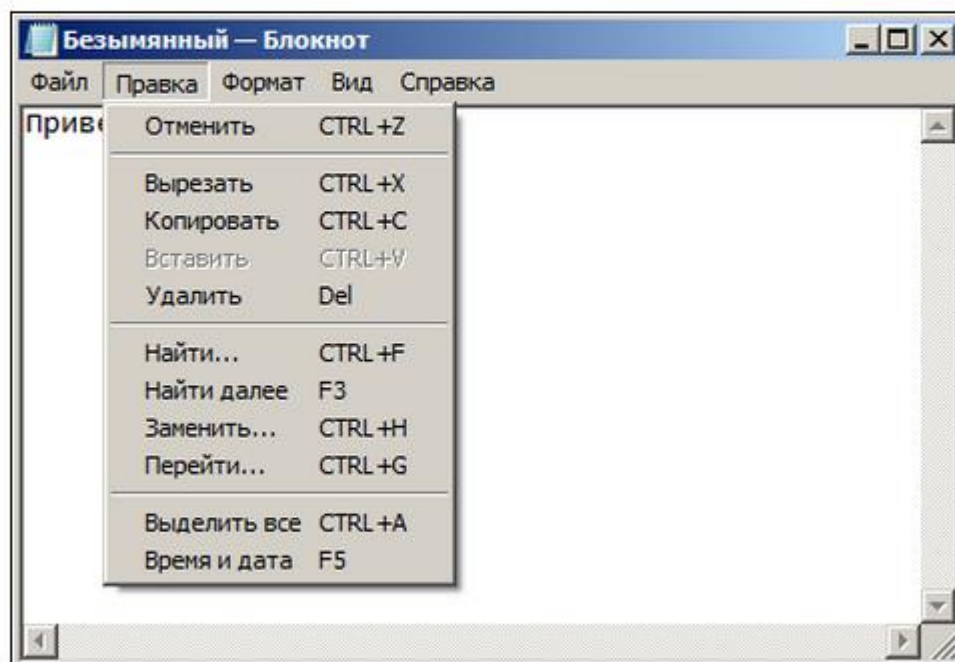 Безымянный — Блокнот
Файл Правка Формат Вид Справка
Отменить CTRL+Z
Вырезать CTRL+X
Копировать CTRL+C
Вставить CTRL+V
Удалить Del
Найти... CTRL+F
Найти далее F3
Заменить... CTRL+H
Перейти... CTRL+G
Выделить все CTRL+A
Время и дата F5